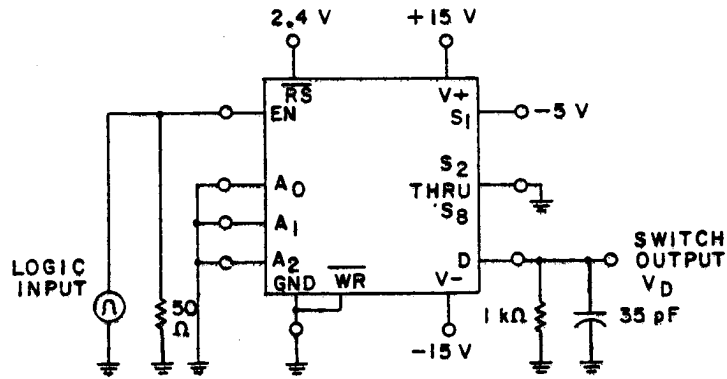 2.4 V
+15 V
RS
EN
V+
S1
-5 V
S2
THRU
S8
A0
A1
A2
GND
WR
D
V-
LOGIC
INPUT
50
Ω
SWITCH
OUTPUT
VD
1 kΩ
35 pF
-15 V